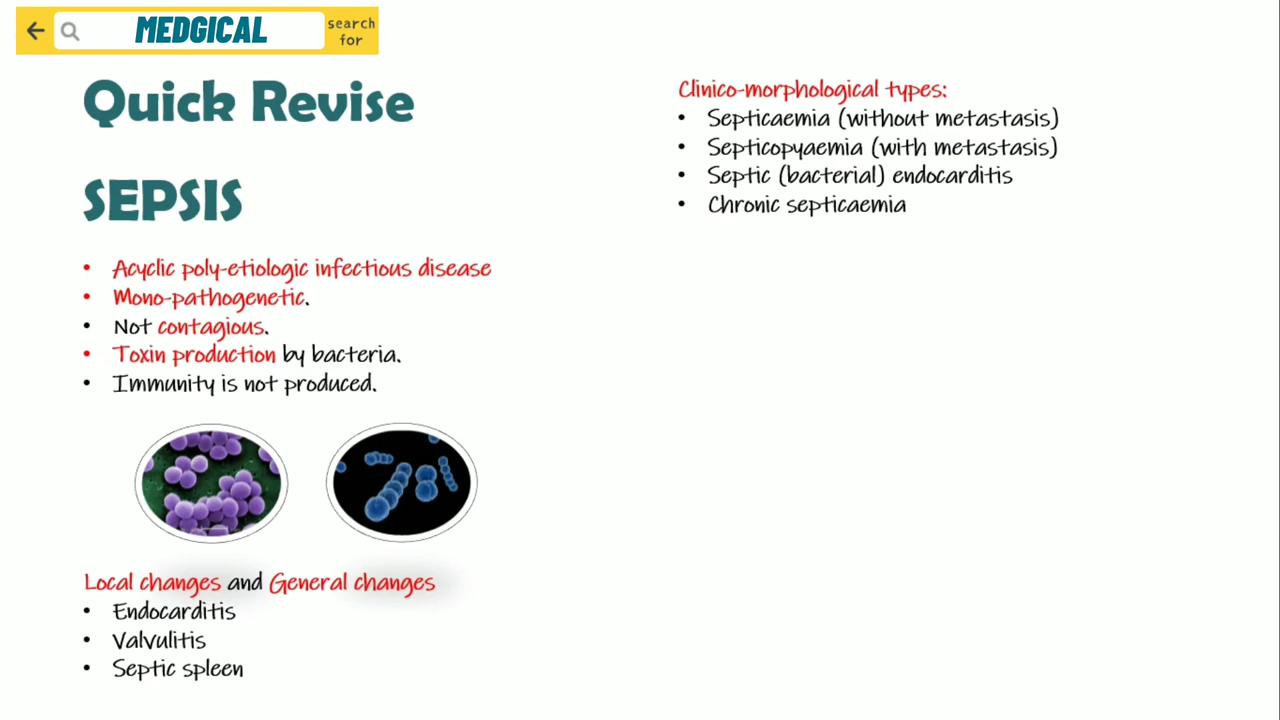 MEDGICAL
search
for
Quick Revise
SEPSIS
• Acyclic poly-etiologic infectious disease
• Mono-pathogenetic.
• Not contagious.
• Toxin production by bacteria.
• Immunity is not produced.
Local changes and General changes
• Endocarditis
• Valvulitis
• Septic spleen
Clinico-morphological types:
• Septicaemia (without metastasis)
• Septicopyaemia (with metastasis)
• Septic (bacterial) endocarditis
• Chronic septicaemia